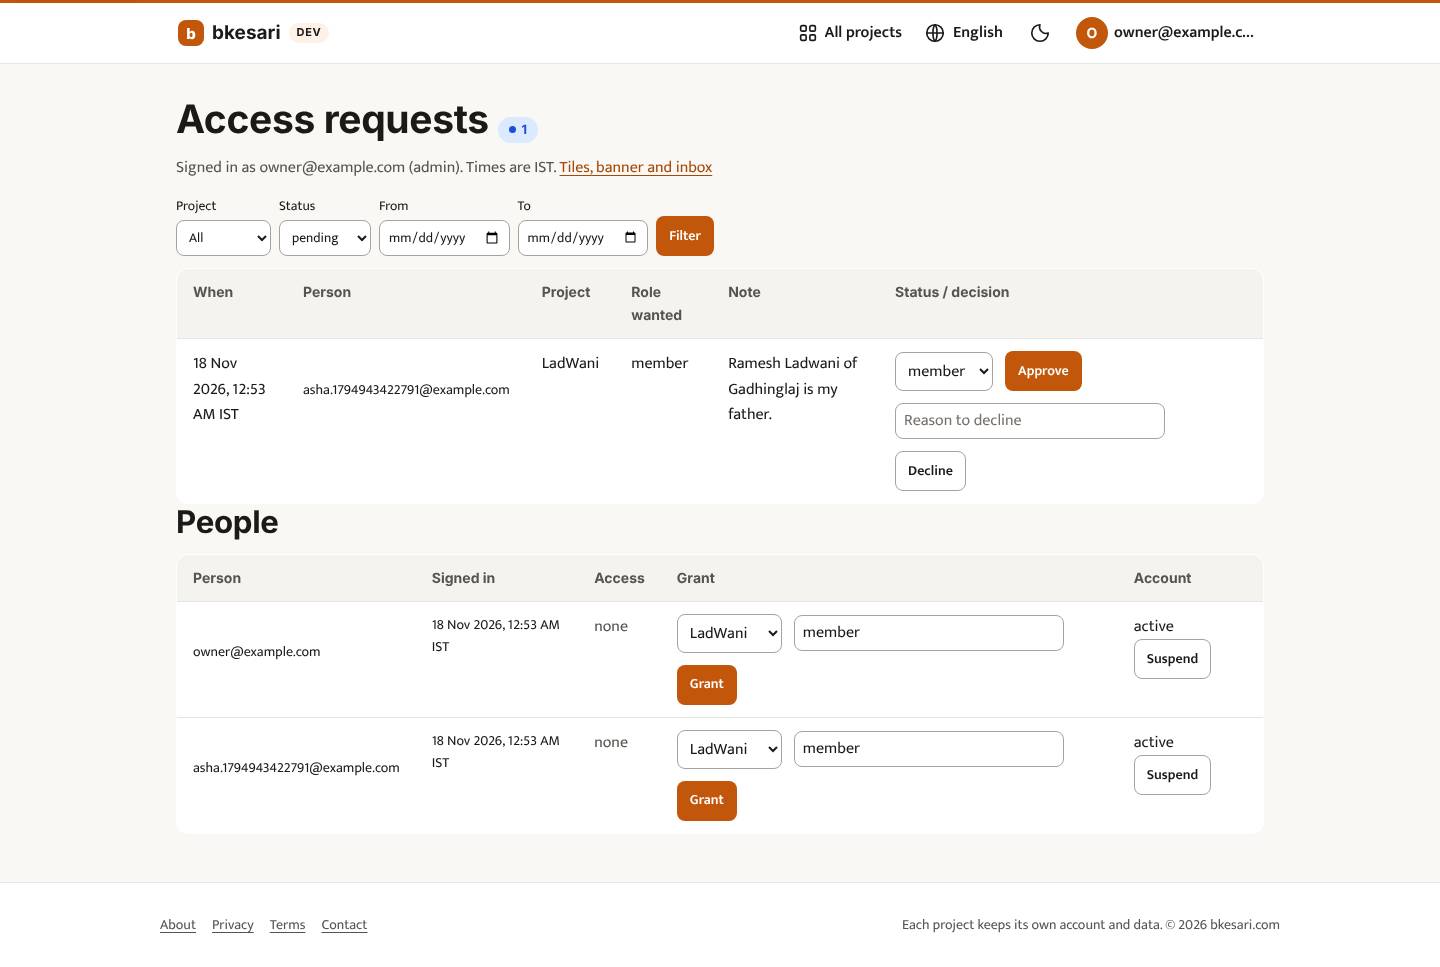 b bkesari DEV All projects English O owner@example.c...
Access requests 1
Signed in as owner@example.com (admin). Times are IST. Tiles, banner and inbox
Project Status From To
All pending mm/dd/yyyy mm/dd/yyyy Filter
When Person Project Role wanted Note Status / decision
18 Nov 2026, 12:53 AM IST asha.1794943422791@example.com LadWani member Ramesh Ladwani of Gadhinglaj is my father. member Approve
Reason to decline
Decline
People
Person Signed in Access Grant Account
owner@example.com 18 Nov 2026, 12:53 AM IST none LadWani member active
Grant Suspend
asha.1794943422791@example.com 18 Nov 2026, 12:53 AM IST none LadWani member active
Grant Suspend
About Privacy Terms Contact Each project keeps its own account and data. © 2026 bkesari.com